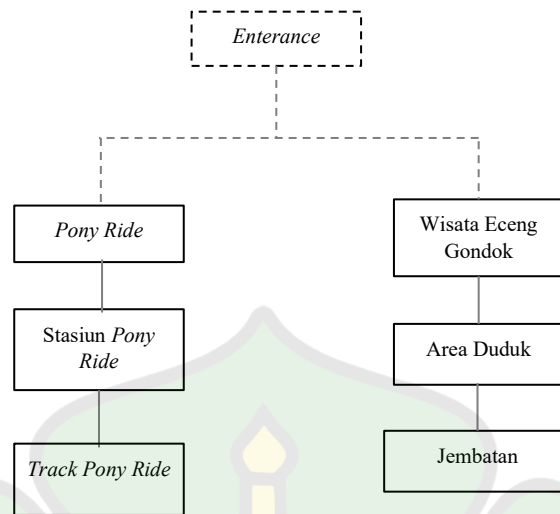 Enterance
Pony Ride
Stasiun Pony
Ride
Track Pony Ride
Wisata Eceng
Gondok
Area Duduk
Jembatan